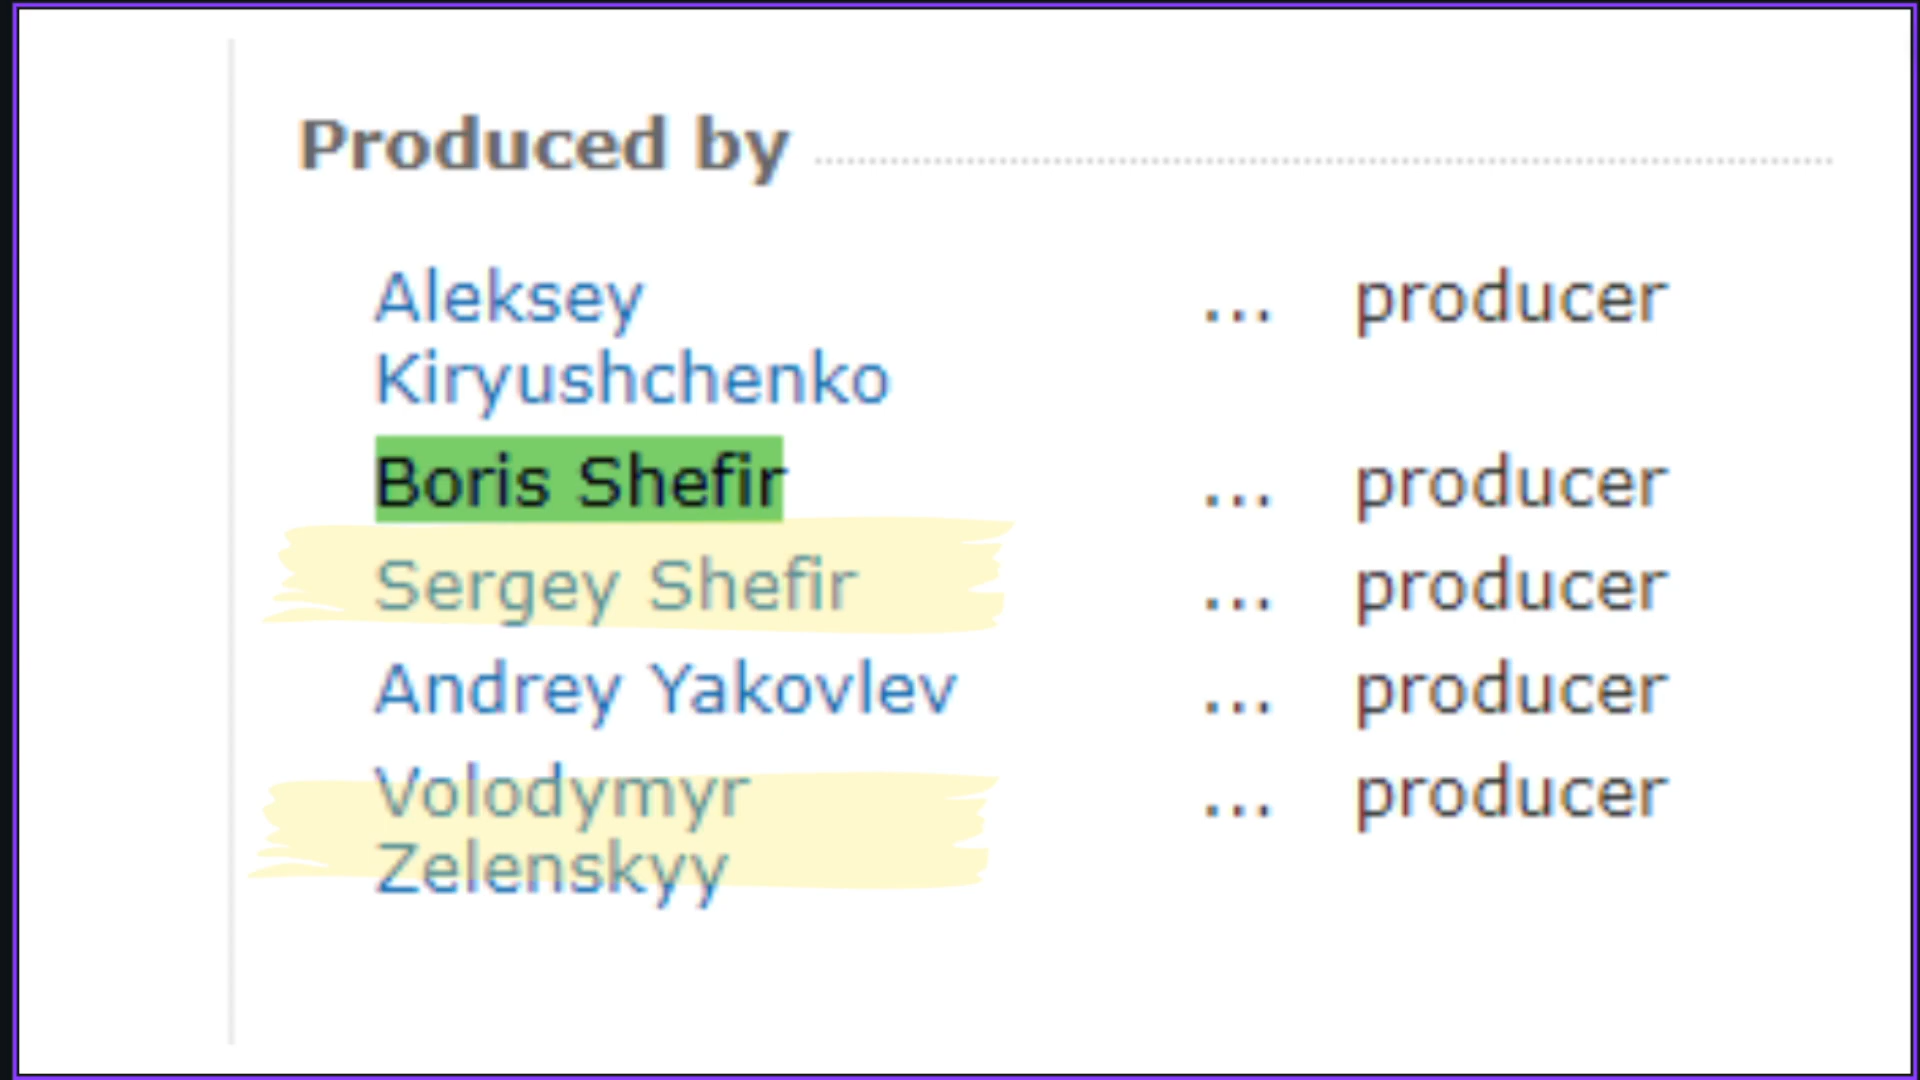 Produced by
Aleksey ... producer
Kiryushchenko
Boris Shefir ... producer
Sergey Shefir ... producer
Andrey Yakovlev ... producer
Volodymyr ... producer
Zelenskyy